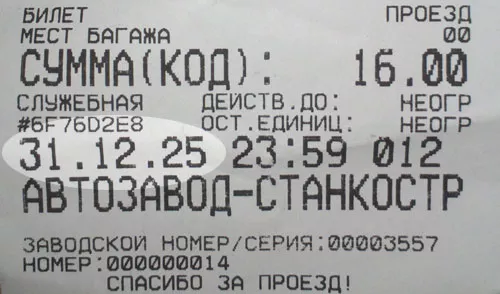 БИЛЕТ ПРОЕЗД
МЕСТ БАГАЖА 00
СУММА(КОД): 16.00
СЛУЖЕБНАЯ ДЕЙСТВ.ДО: НЕОГР
#6F76D2E8 ОСТ.ЕДИНИЦ: НЕОГР
31.12.25 23:59 012
АВТОЗАВОД-СТАНКОСТР
ЗАВОДСКОЙ НОМЕР/СЕРИЯ:00003557
НОМЕР:000000014
СПАСИБО ЗА ПРОЕЗД!